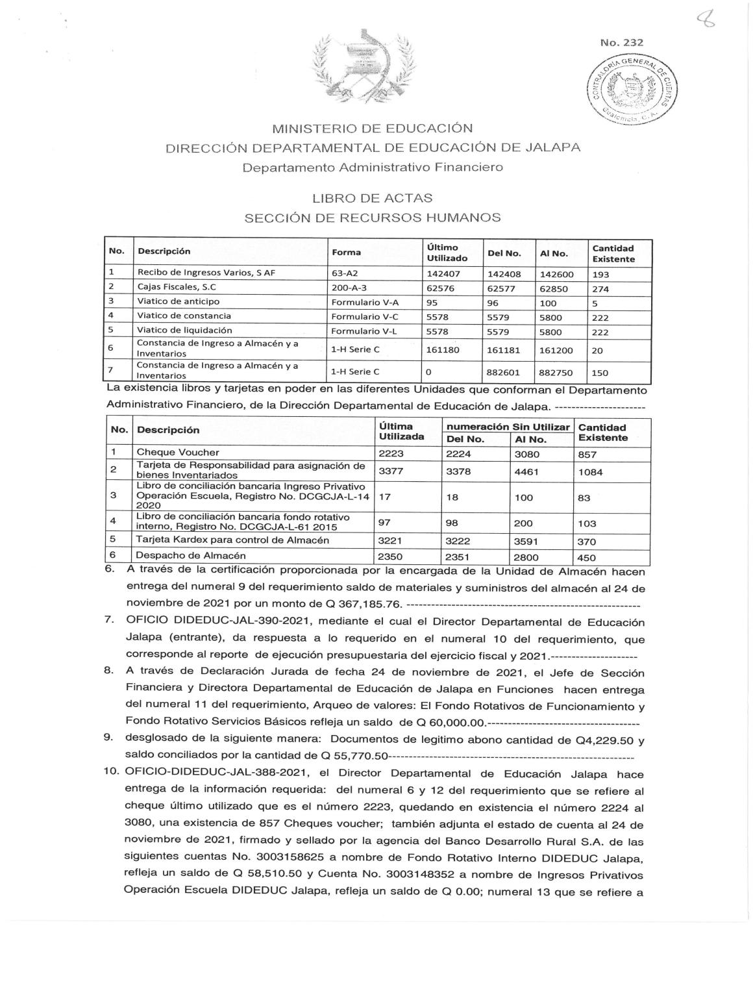 8
No. 232
CONTRALORÍA GENERAL DE CUENTAS
Guatemala, C. A.
MINISTERIO DE EDUCACIÓN
DIRECCIÓN DEPARTAMENTAL DE EDUCACIÓN DE JALAPA
Departamento Administrativo Financiero
LIBRO DE ACTAS
SECCIÓN DE RECURSOS HUMANOS
No. Descripción Forma Último Utilizado Del No. Al No. Cantidad Existente
1 Recibo de Ingresos Varios, S AF 63-A2 142407 142408 142600 193
2 Cajas Fiscales, S.C 200-A-3 62576 62577 62850 274
3 Viatico de anticipo Formulario V-A 95 96 100 5
4 Viatico de constancia Formulario V-C 5578 5579 5800 222
5 Viatico de liquidación Formulario V-L 5578 5579 5800 222
6 Constancia de Ingreso a Almacén y a Inventarios 1-H Serie C 161180 161181 161200 20
7 Constancia de Ingreso a Almacén y a Inventarios 1-H Serie C 0 882601 882750 150
La existencia libros y tarjetas en poder en las diferentes Unidades que conforman el Departamento
Administrativo Financiero, de la Dirección Departamental de Educación de Jalapa. ----------------------
No. Descripción Última Utilizada numeración Sin Utilizar Del No. Al No. Cantidad Existente
1 Cheque Voucher 2223 2224 3080 857
2 Tarjeta de Responsabilidad para asignación de bienes Inventariados 3377 3378 4461 1084
3 Libro de conciliación bancaria Ingreso Privativo Operación Escuela, Registro No. DCGCJA-L-14 2020 17 18 100 83
4 Libro de conciliación bancaria fondo rotativo interno, Registro No. DCGCJA-L-61 2015 97 98 200 103
5 Tarjeta Kardex para control de Almacén 3221 3222 3591 370
6 Despacho de Almacén 2350 2351 2800 450
6. A través de la certificación proporcionada por la encargada de la Unidad de Almacén hacen
entrega del numeral 9 del requerimiento saldo de materiales y suministros del almacén al 24 de
noviembre de 2021 por un monto de Q 367,185.76. ---------------------------------------------------------
7. OFICIO DIDEDUC-JAL-390-2021, mediante el cual el Director Departamental de Educación
Jalapa (entrante), da respuesta a lo requerido en el numeral 10 del requerimiento, que
corresponde al reporte de ejecución presupuestaria del ejercicio fiscal y 2021.---------------------
8. A través de Declaración Jurada de fecha 24 de noviembre de 2021, el Jefe de Sección
Financiera y Directora Departamental de Educación de Jalapa en Funciones hacen entrega
del numeral 11 del requerimiento, Arqueo de valores: El Fondo Rotativos de Funcionamiento y
Fondo Rotativo Servicios Básicos refleja un saldo de Q 60,000.00.-------------------------------------
9. desglosado de la siguiente manera: Documentos de legitimo abono cantidad de Q4,229.50 y
saldo conciliados por la cantidad de Q 55,770.50------------------------------------------------------------
10. OFICIO-DIDEDUC-JAL-388-2021, el Director Departamental de Educación Jalapa hace
entrega de la información requerida: del numeral 6 y 12 del requerimiento que se refiere al
cheque último utilizado que es el número 2223, quedando en existencia el número 2224 al
3080, una existencia de 857 Cheques voucher; también adjunta el estado de cuenta al 24 de
noviembre de 2021, firmado y sellado por la agencia del Banco Desarrollo Rural S.A. de las
siguientes cuentas No. 3003158625 a nombre de Fondo Rotativo Interno DIDEDUC Jalapa,
refleja un saldo de Q 58,510.50 y Cuenta No. 3003148352 a nombre de Ingresos Privativos
Operación Escuela DIDEDUC Jalapa, refleja un saldo de Q 0.00; numeral 13 que se refiere a